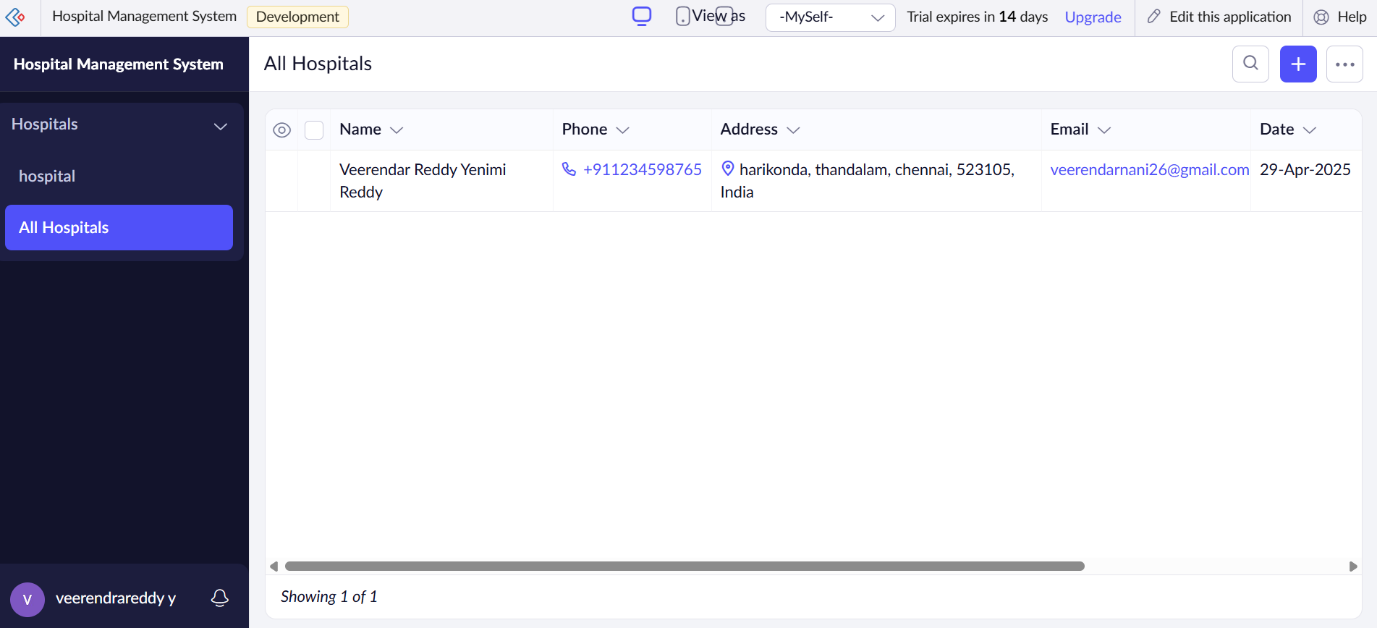 Hospital Management System Development View as -MySelf- Trial expires in 14 days Upgrade Edit this application Help
Hospital Management System
All Hospitals
Hospitals
hospital
All Hospitals
Name Phone Address Email Date
Veerendar Reddy Yenimi +911234598765 harikonda, thandalam, chennai, 523105, veerendarnani26@gmail.com 29-Apr-2025
Reddy India
Showing 1 of 1
V veerendrareddy y